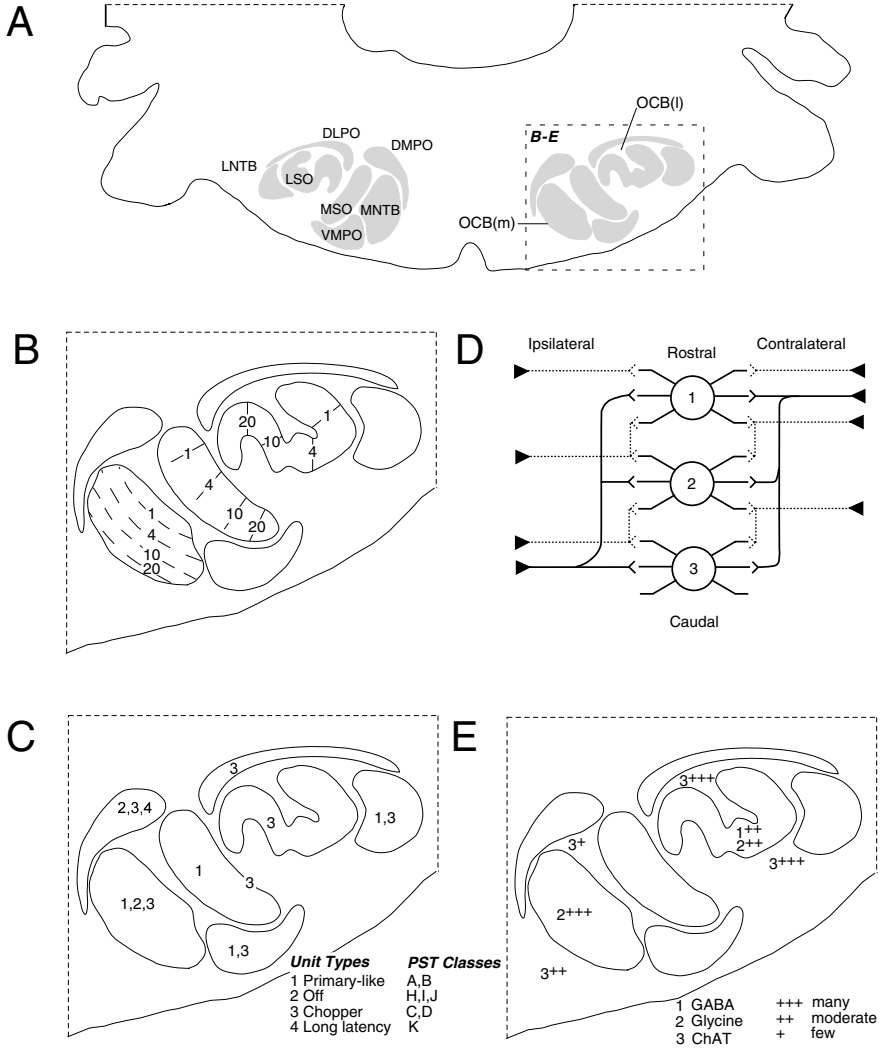 A
OCB(l)
B-E
DLPO
DMPO
LNTB
LSO
MSO MNTB
OCB(m)
VMPO
B
20
10
1
4
1
4
10
20
1
4
10
20
D
Ipsilateral
Rostral
Contralateral
1
2
3
Caudal
C
3
2,3,4
3
1,3
1
3
1,2,3
1,3
Unit Types PST Classes
1 Primary-like A,B
2 Off H,I,J
3 Chopper C,D
4 Long latency K
E
3+++
1++
2++
3+
3+++
2+++
3++
1 GABA +++ many
2 Glycine ++ moderate
3 ChAT + few